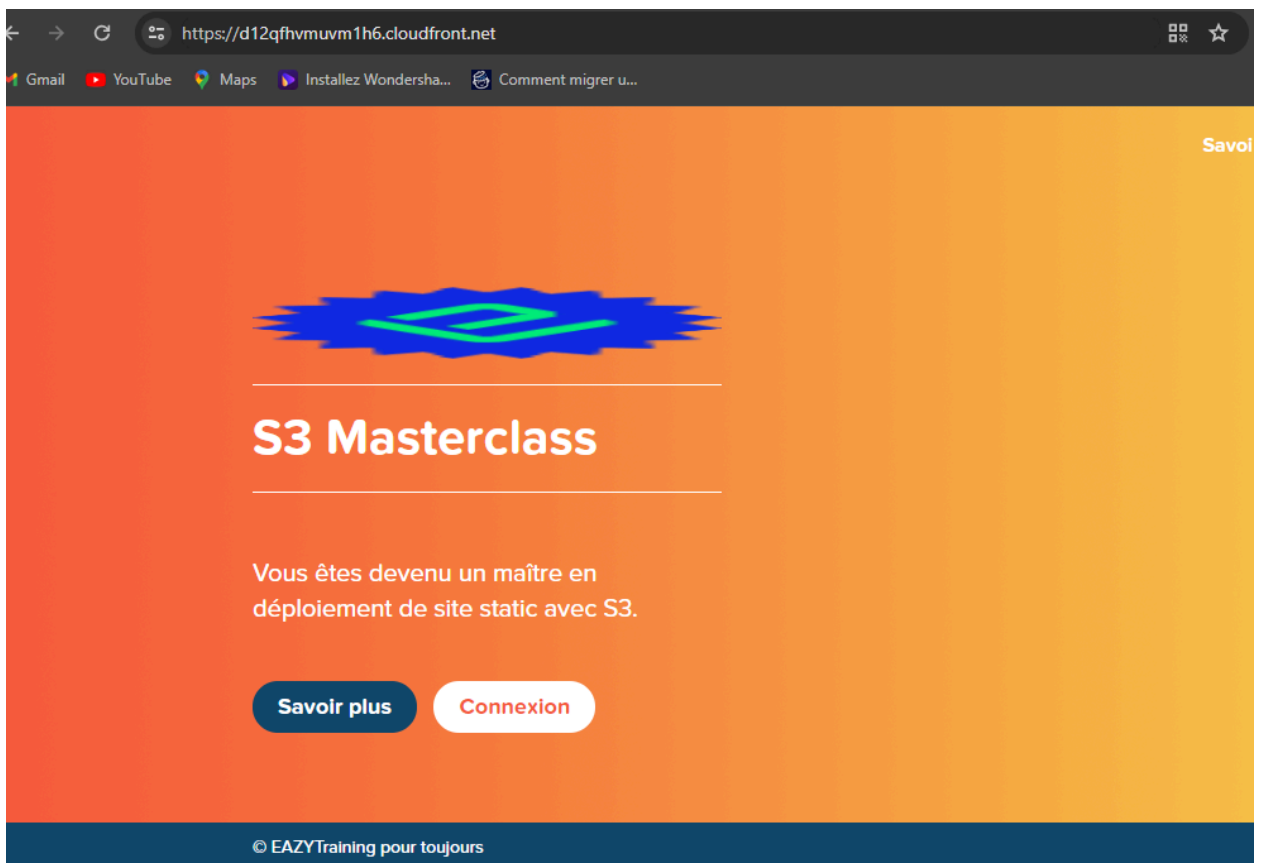 https://d12qfhvmuvm1h6.cloudfront.net
Gmail YouTube Maps Installez Wondersha... Comment migrer u...
Savoi
S3 Masterclass
Vous êtes devenu un maître en
déploiement de site static avec S3.
Savoir plus Connexion
© EAZYTraining pour toujours